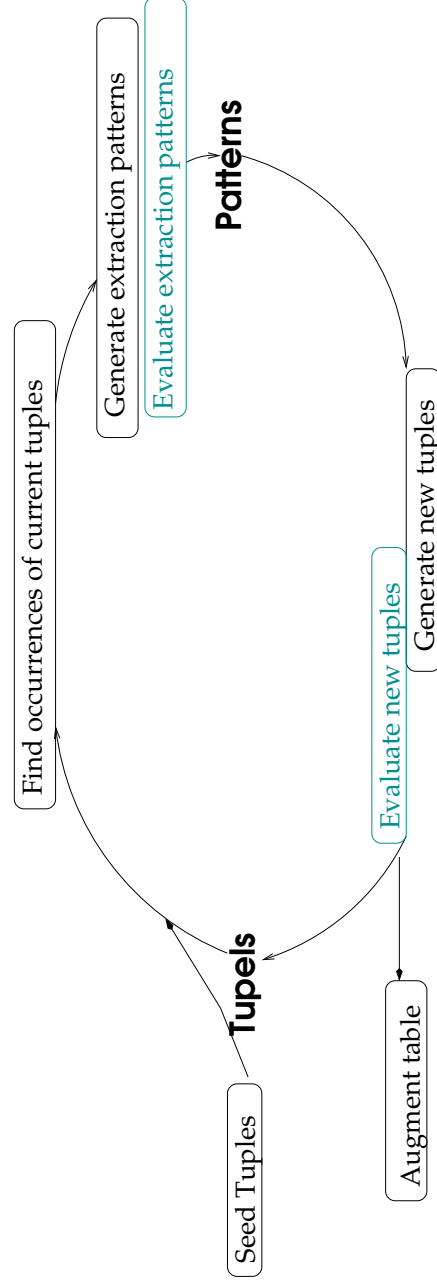 Find occurrences of current tuples
Generate extraction patterns
Evaluate extraction patterns
Seed Tuples
Tupels
Patterns
Evaluate new tuples
Augment table
Generate new tuples